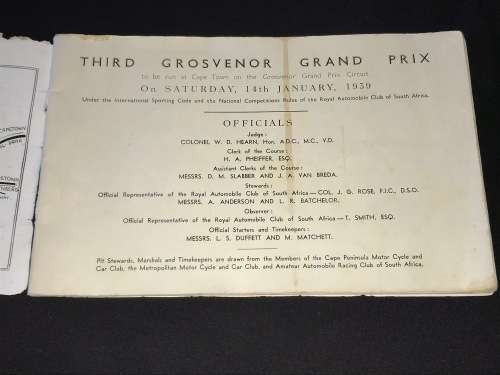 THIRD GROSVENOR GRAND PRIX
to be run at Cape Town on the Grosvenor Grand Prix Circuit
On SATURDAY, 14th JANUARY, 1939
Under the International Sporting Code and the National Competitions Rules of the Royal Automobile Club of South Africa.
OFFICIALS
Judge:
COLONEL W. D. HEARN, Hon. A.D.C., M.C., V.D.
Clerk of the Course:
H. A. PHEIFFER, ESQ.
Assistant Clerks of the Course:
MESSRS. D. M. SLABBER AND J. A. VAN BREDA.
Stewards:
Official Representative of the Royal Automobile Club of South Africa — COL. J. G. ROSE, F.I.C., D.S.O.
MESSRS. A. ANDERSON AND L. R. BATCHELOR.
Observer:
Official Representative of the Royal Automobile Club of South Africa — T. SMITH, ESQ.
Official Starters and Timekeepers:
MESSRS. L. S. DUFFETT AND M. MATCHETT.
Pit Stewards, Marshals and Timekeepers are drawn from the Members of the Cape Peninsula Motor Cycle and
Car Club, the Metropolitan Motor Cycle and Car Club, and Amateur Automobile Racing Club of South Africa.